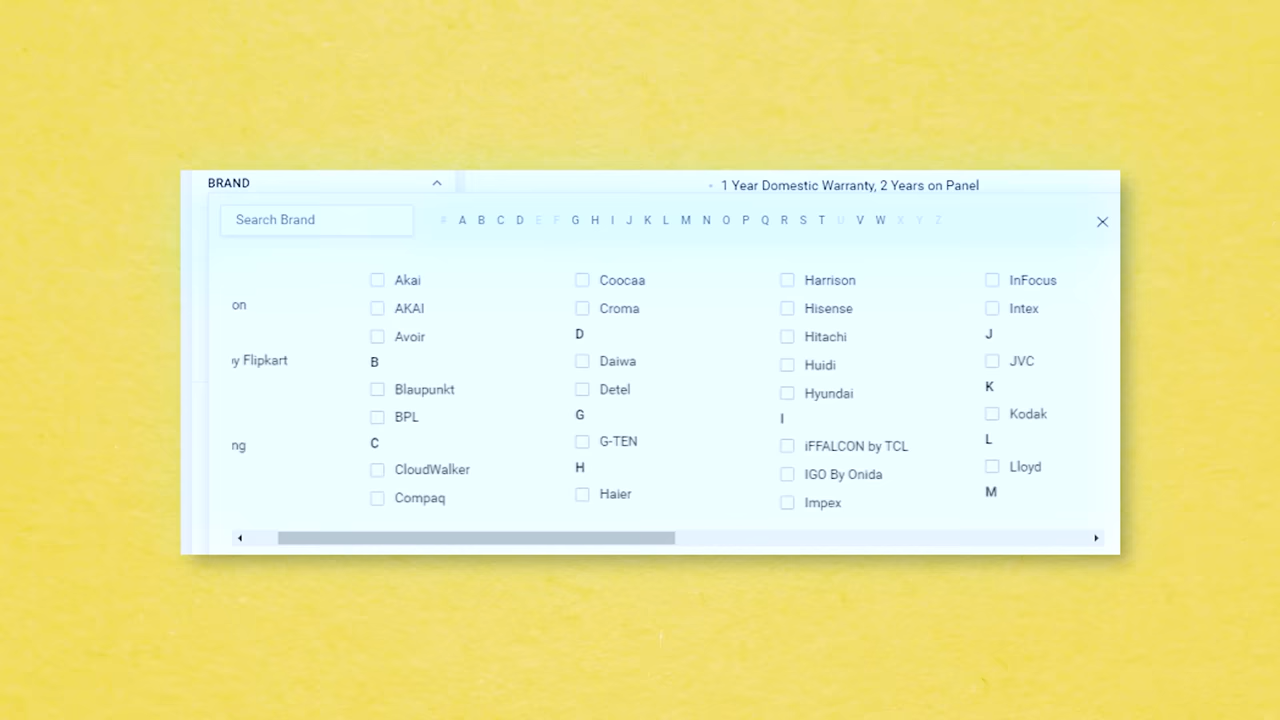 BRAND
1 Year Domestic Warranty, 2 Years on Panel
Search Brand
# A B C D E F G H I J K L M N O P Q R S T U V W X Y Z
on
y Flipkart
ng
Akai
AKAI
Avoir
B
Blaupunkt
BPL
C
CloudWalker
Compaq
Coocaa
Croma
D
Daiwa
Detel
G
G-TEN
H
Haier
Harrison
Hisense
Hitachi
Huidi
Hyundai
I
iFFALCON by TCL
IGO By Onida
Impex
InFocus
Intex
J
JVC
K
Kodak
L
Lloyd
M